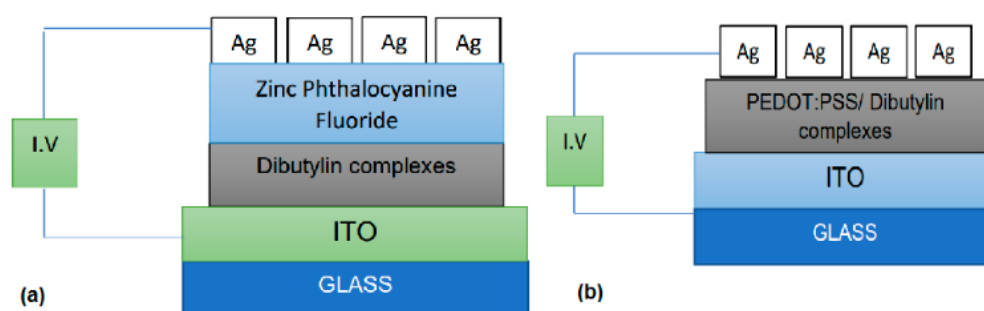 Ag Ag Ag Ag
Zinc Phthalocyanine
Fluoride
I.V
Dibutylin complexes
ITO
GLASS
(a)
Ag Ag Ag Ag
PEDOT:PSS/ Dibutylin
complexes
I.V
ITO
GLASS
(b)